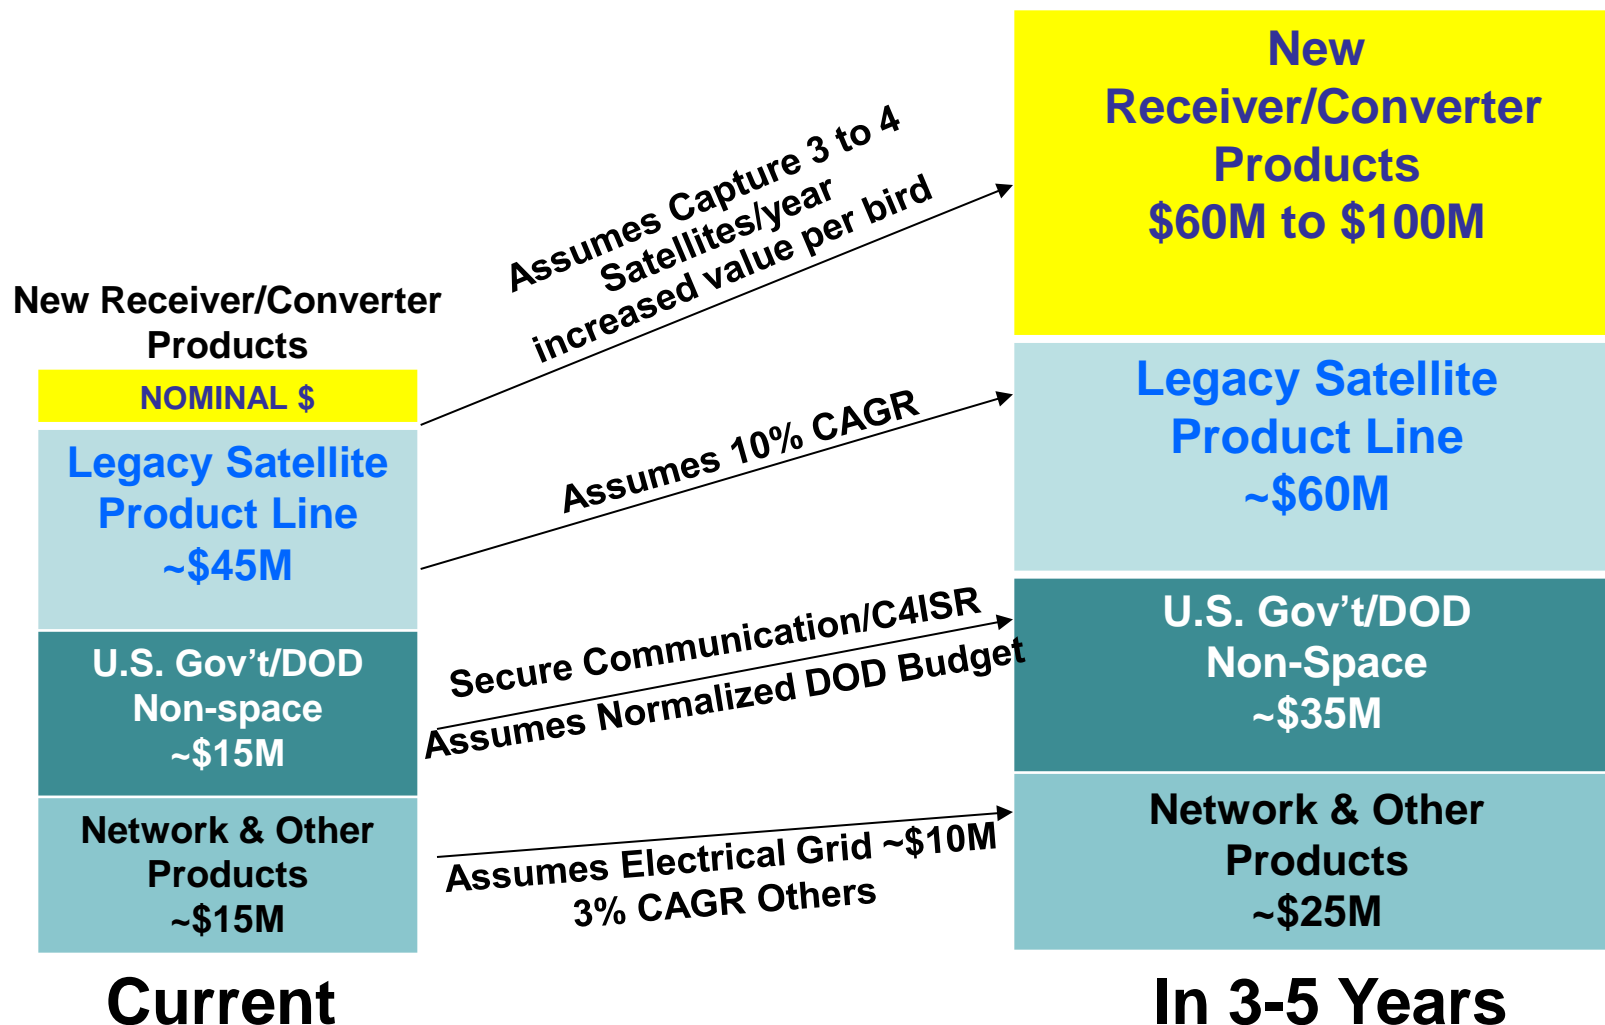 New Receiver/Converter
Products
NOMINAL $
Legacy Satellite
Product Line
~$45M
U.S. Gov’t/DOD
Non-space
~$15M
Network & Other
Products
~$15M
Current
Assumes Capture 3 to 4
Satellites/year
increased value per bird
Assumes 10% CAGR
Secure Communication/C4ISR
Assumes Normalized DOD Budget
Assumes Electrical Grid ~$10M
3% CAGR Others
New
Receiver/Converter
Products
$60M to $100M
Legacy Satellite
Product Line
~$60M
U.S. Gov’t/DOD
Non-Space
~$35M
Network & Other
Products
~$25M
In 3-5 Years